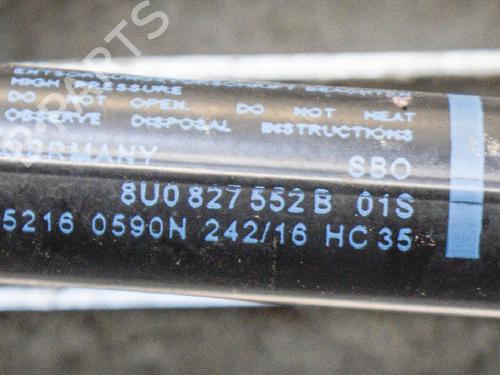 HIGH PRESSURE
DO NOT OPEN. DO NOT HEAT
OBSERVE DISPOSAL INSTRUCTIONS
GERMANY SBO
8U0 827 552 B 01S
5216 0590N 242/16 HC 35